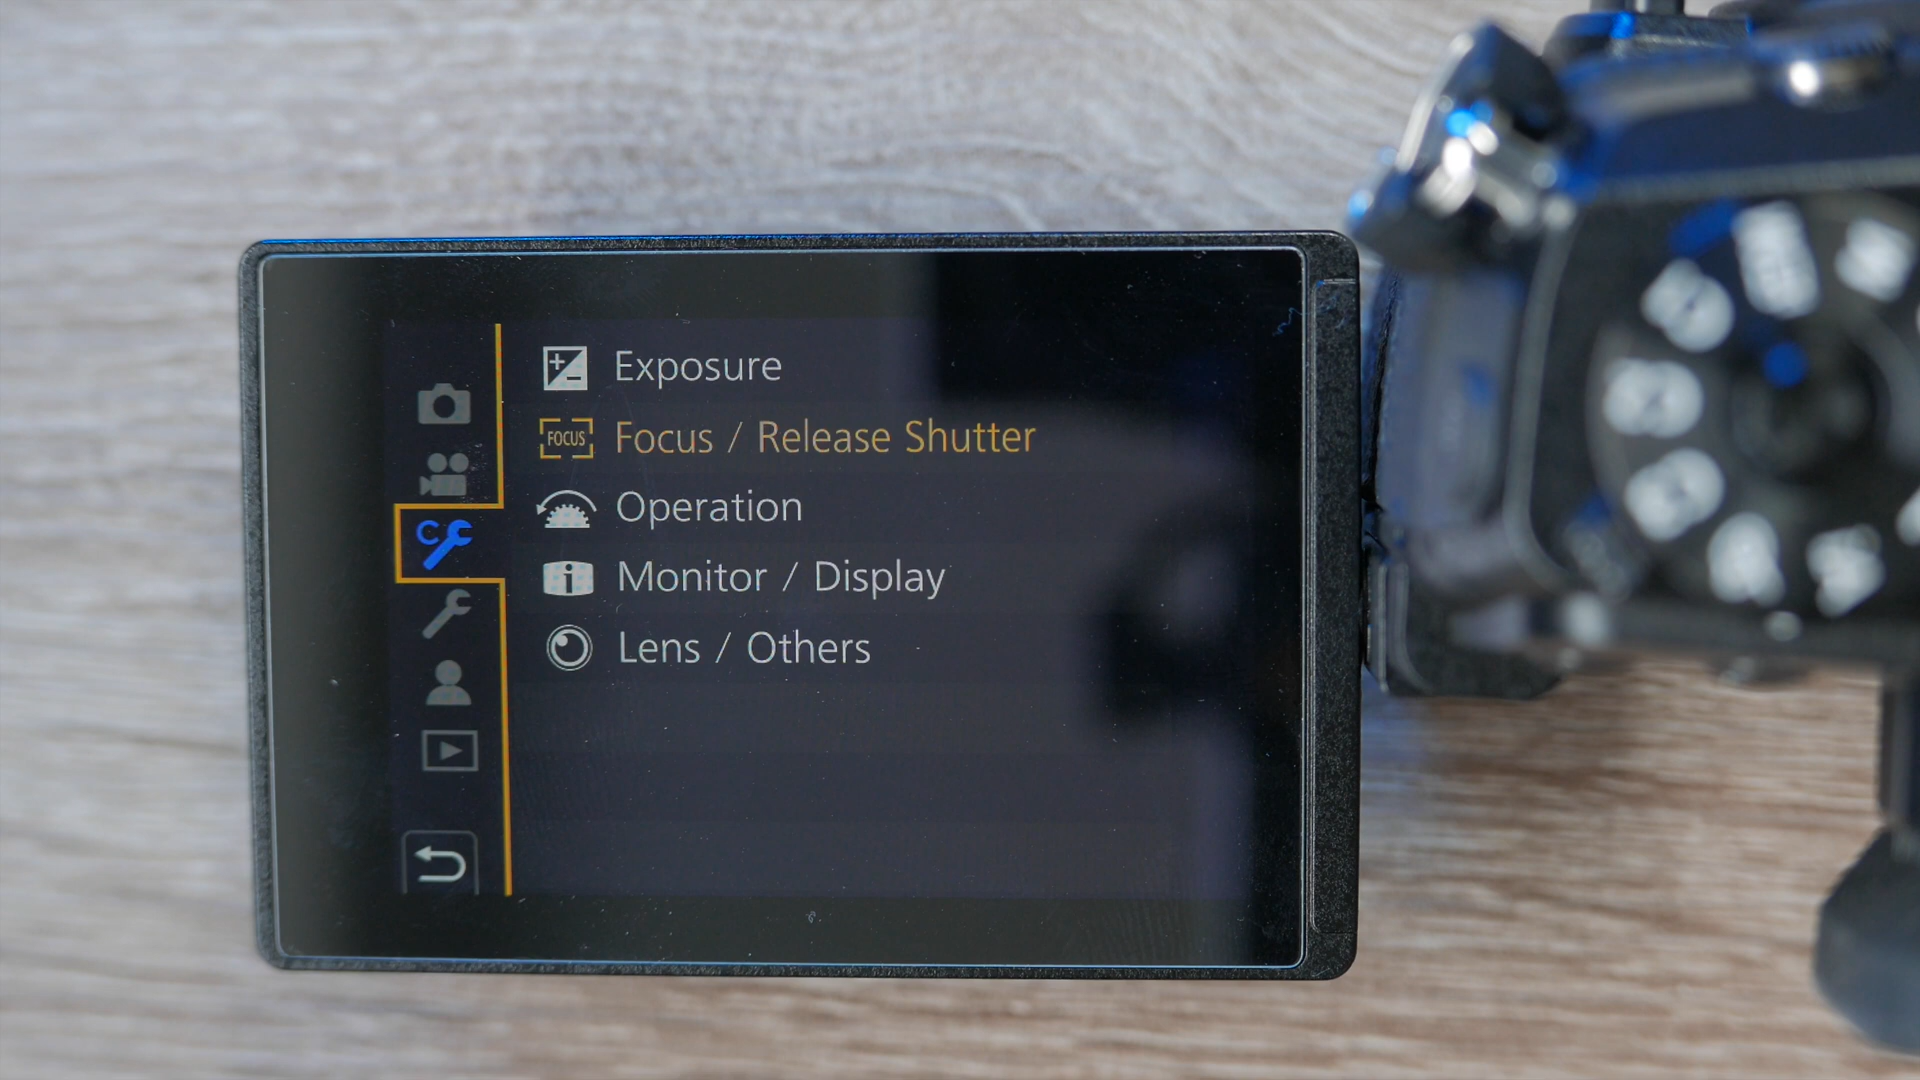 Exposure
FOCUS Focus / Release Shutter
C
Operation
Monitor / Display
Lens / Others